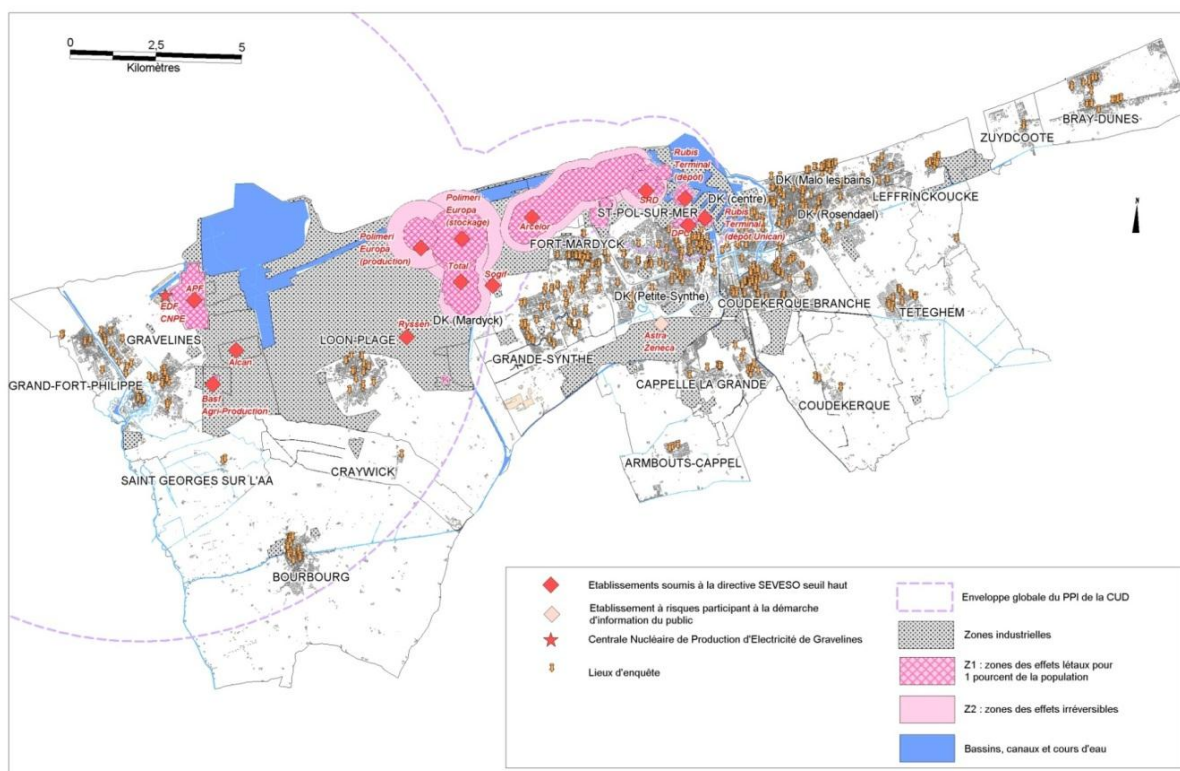 0 2,5 5
Kilomètres
BRAY-DUNES
ZUYDCOOTE
Rubis
Terminal
(dépôt)
DK (Malo les bains)
LEFFRINCKOUCKE
DK (centre)
DK (Rosendael)
SRD
ST-POL-SUR-MER
Polimeri
Europa
(stockage)
Arcelor
DPC
Rubis
Terminal
(dépôt Unican)
Polimeri
Europa
(production)
FORT-MARDYCK
Total
Sogif
DK (Petite-Synthe)
COUDEKERQUE-BRANCHE
TETEGHEM
APF
EDF
CNPE
DK (Mardyck)
GRAVELINES
LOON-PLAGE
Ryssen
Astra
Zeneca
GRANDE-SYNTHE
Alcan
GRAND-FORT-PHILIPPE
CAPPELLE LA GRANDE
Basf
Agri-Production
COUDEKERQUE
ARMBOUTS-CAPPEL
CRAYWICK
SAINT GEORGES SUR L'AA
BOURBOURG
Etablissements soumis à la directive SEVESO seuil haut
Etablissement à risques participant à la démarche
d'information du public
Centrale Nucléaire de Production d'Electricité de Gravelines
Lieux d'enquête
Enveloppe globale du PPI de la CUD
Zones industrielles
Z1 : zones des effets létaux pour
1 pourcent de la population
Z2 : zones des effets irréversibles
Bassins, canaux et cours d'eau